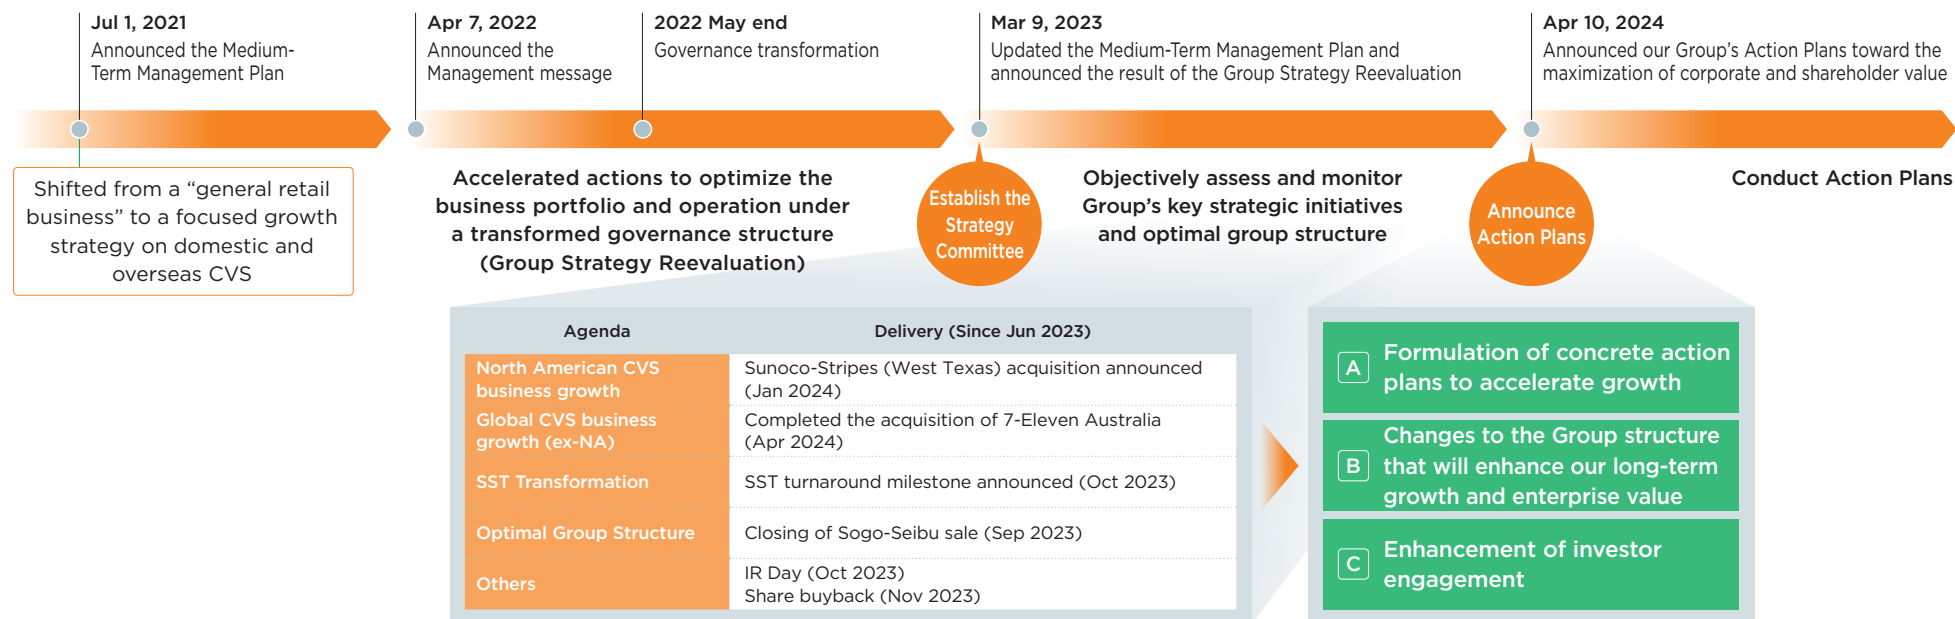 Jul 1, 2021
Announced the Medium-
Term Management Plan
Apr 7, 2022
Announced the
Management message
2022 May end
Governance transformation
Mar 9, 2023
Updated the Medium-Term Management Plan and
announced the result of the Group Strategy Reevaluation
Apr 10, 2024
Announced our Group’s Action Plans toward the
maximization of corporate and shareholder value
Shifted from a “general retail
business” to a focused growth
strategy on domestic and
overseas CVS
Accelerated actions to optimize the
business portfolio and operation under
a transformed governance structure
(Group Strategy Reevaluation)
Establish the
Strategy
Committee
Objectively assess and monitor
Group’s key strategic initiatives
and optimal group structure
Announce
Action Plans
Conduct Action Plans
Agenda
Delivery (Since Jun 2023)
North American CVS
business growth
Sunoco-Stripes (West Texas) acquisition announced
(Jan 2024)
Global CVS business
growth (ex-NA)
Completed the acquisition of 7-Eleven Australia
(Apr 2024)
SST Transformation
SST turnaround milestone announced (Oct 2023)
Optimal Group Structure
Closing of Sogo-Seibu sale (Sep 2023)
Others
IR Day (Oct 2023)
Share buyback (Nov 2023)
A
Formulation of concrete action
plans to accelerate growth
B
Changes to the Group structure
that will enhance our long-term
growth and enterprise value
C
Enhancement of investor
engagement